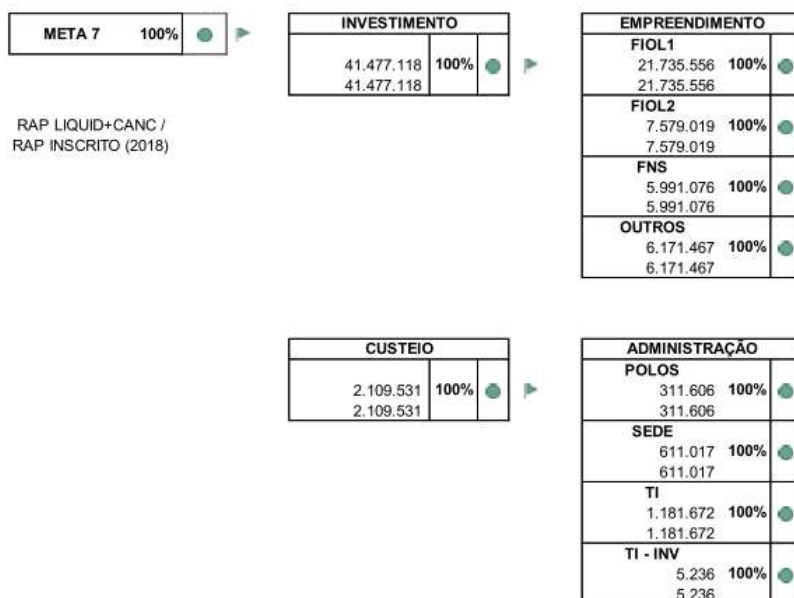 META 7 100%
RAP LIQUID+CANC /
RAP INSCRITO (2018)
INVESTIMENTO
41.477.118 100%
41.477.118
EMPREENDIMENTO
FIOL1
21.735.556 100%
21.735.556
FIOL2
7.579.019 100%
7.579.019
FNS
5.991.076 100%
5.991.076
OUTROS
6.171.467 100%
6.171.467
CUSTEIO
2.109.531 100%
2.109.531
ADMINISTRAÇÃO
POLOS
311.606 100%
311.606
SEDE
611.017 100%
611.017
TI
1.181.672 100%
1.181.672
TI - INV
5.236 100%
5.236